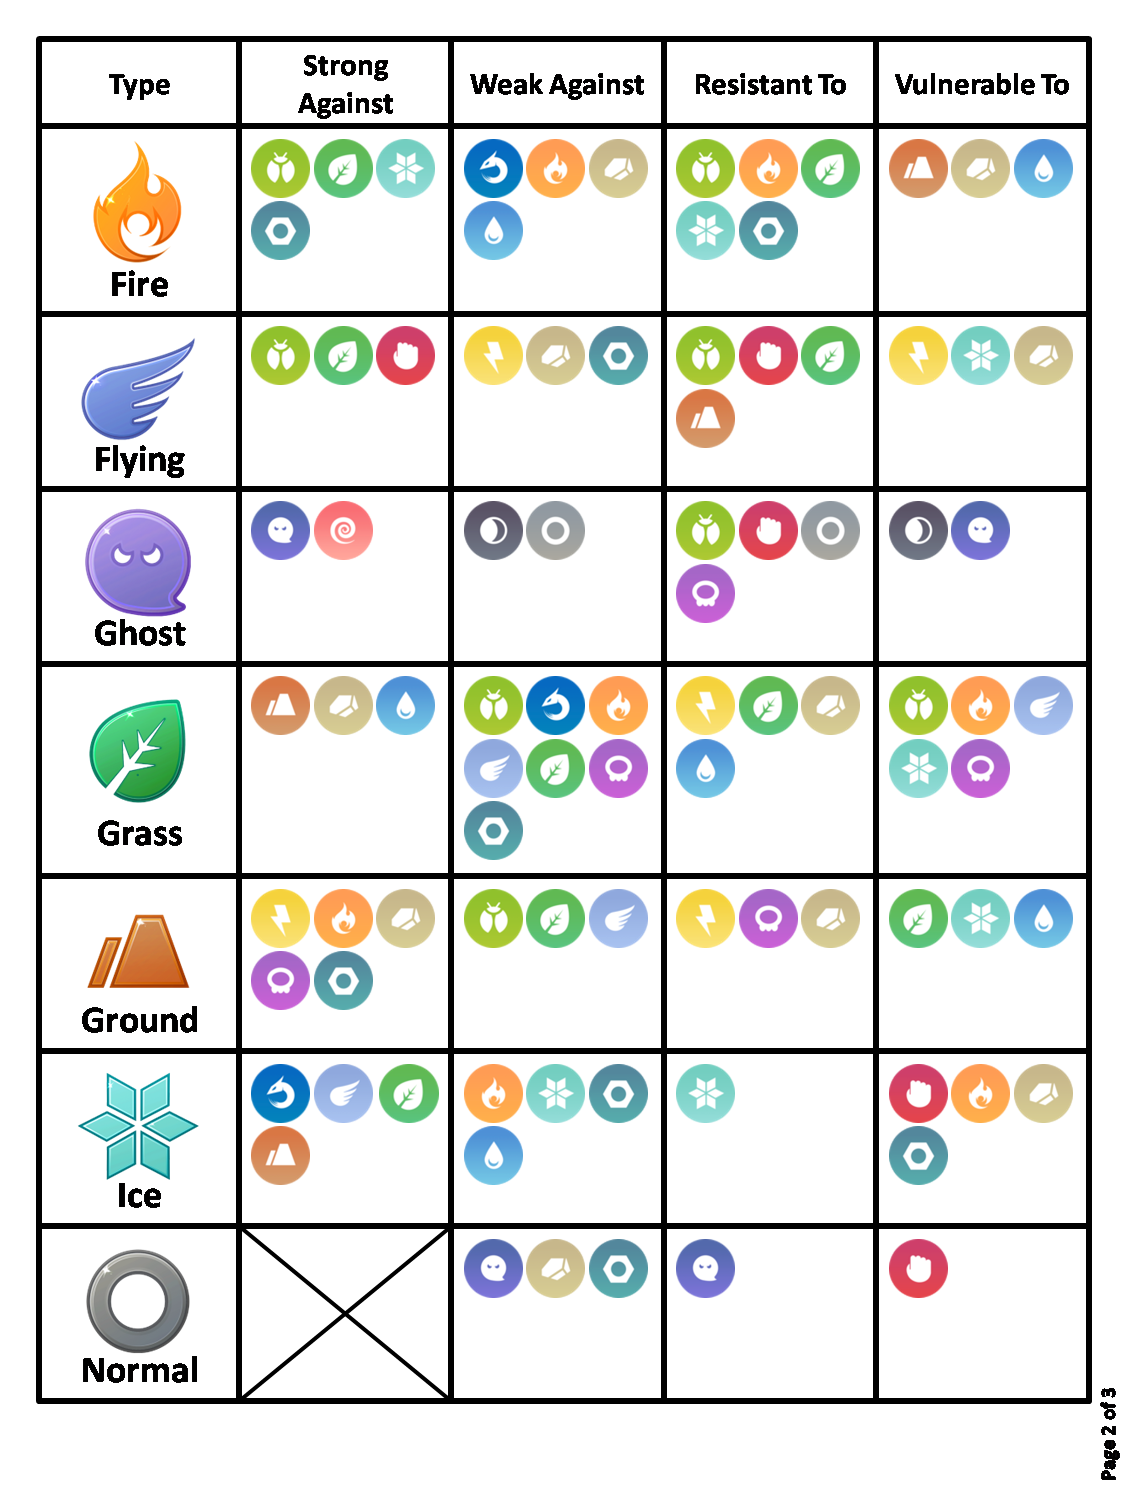 Type
Strong
Against
Weak Against
Resistant To
Vulnerable To
Fire
Flying
Ghost
Grass
Ground
Ice
Normal
Page 2 of 3